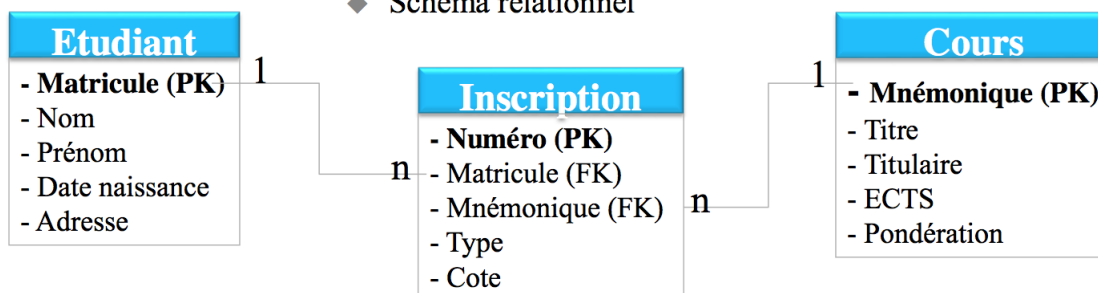 Schéma relationnel
Etudiant
- Matricule (PK)
- Nom
- Prénom
- Date naissance
- Adresse
1
n
Inscription
- Numéro (PK)
- Matricule (FK)
- Mnémonique (FK)
- Type
- Cote
n
1
Cours
- Mnémonique (PK)
- Titre
- Titulaire
- ECTS
- Pondération